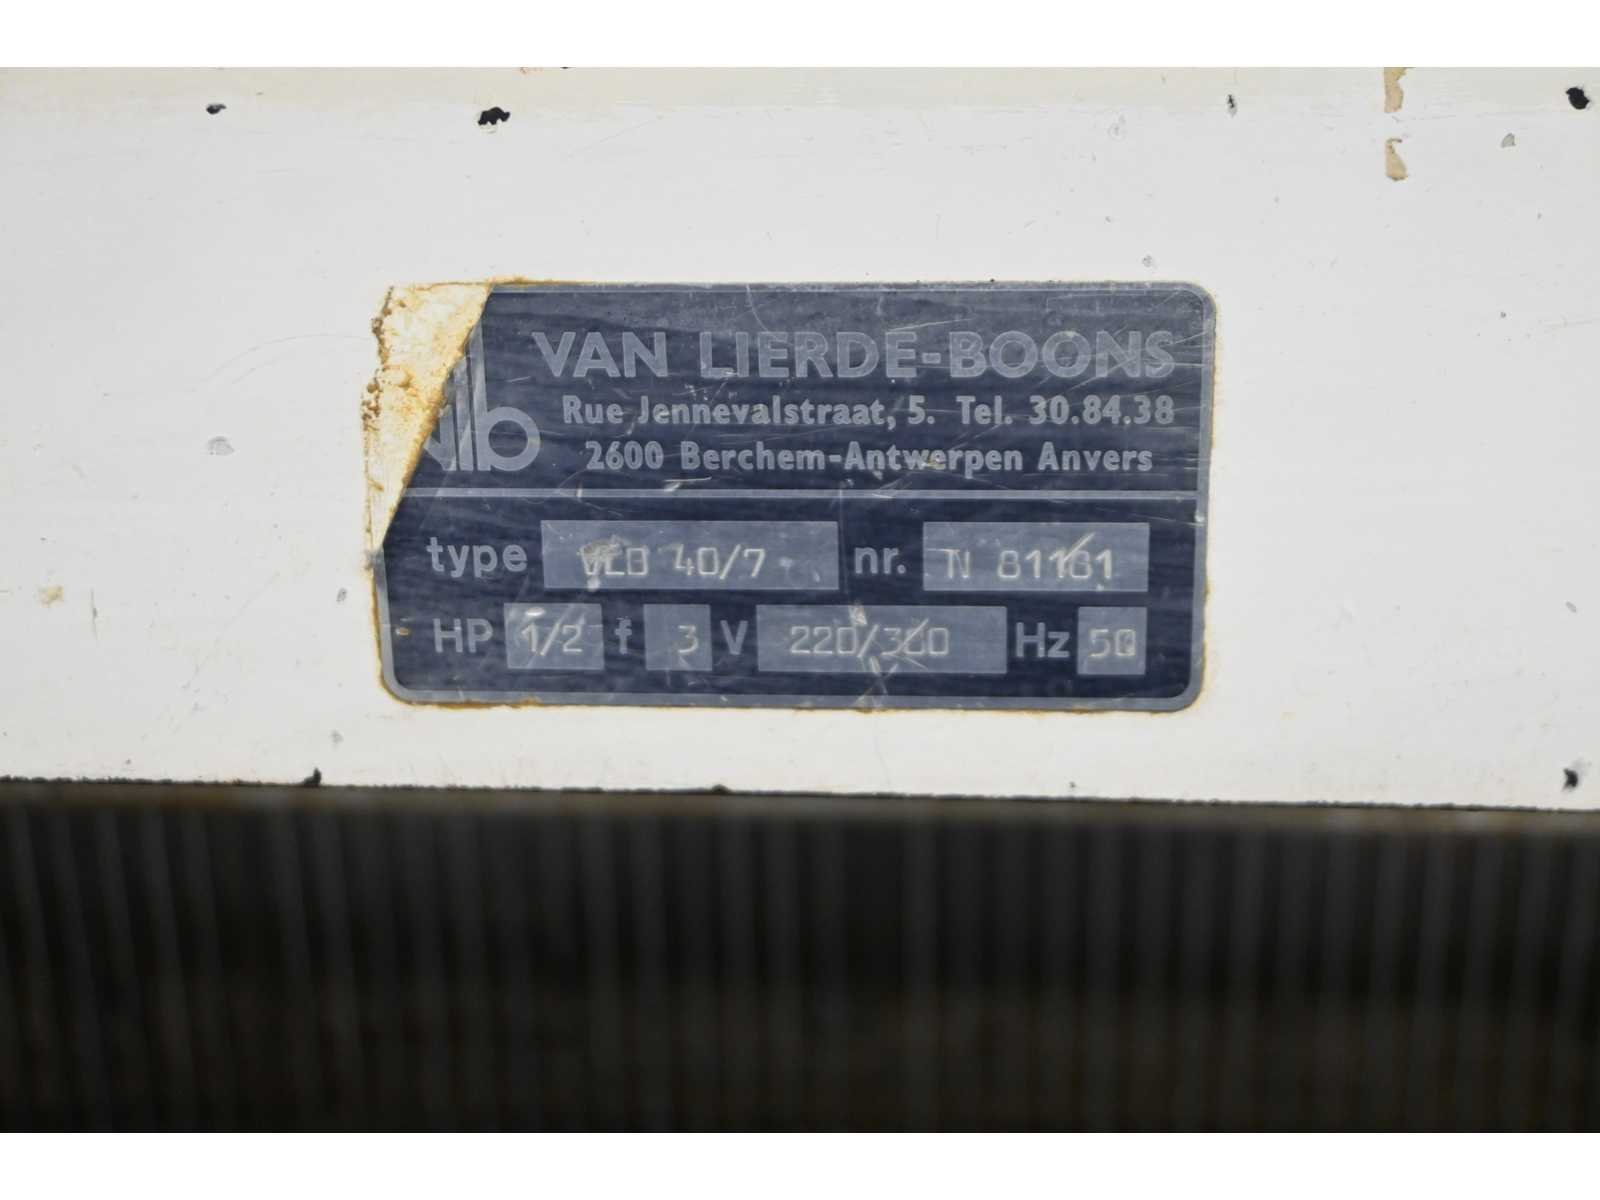 VAN LIERDE-BOONS
vlb
Rue Jennevalstraat, 5. Tel. 30.84.38
2600 Berchem-Antwerpen Anvers
type 40/7 nr. N 81181
HP 1/2 f 3 V 220/380 Hz 50